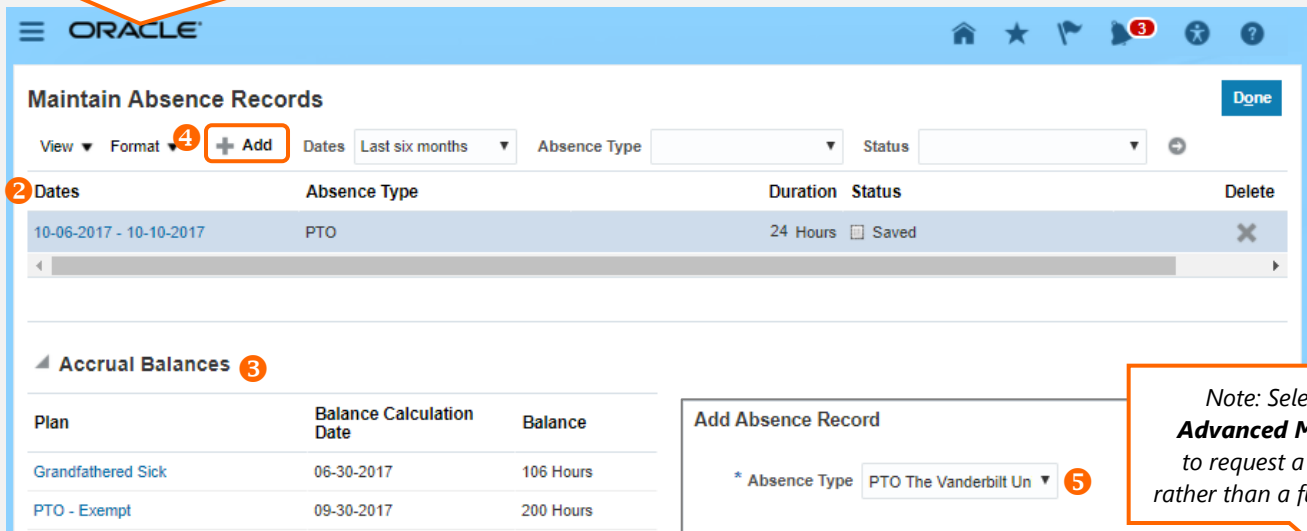 ORACLE
3
Maintain Absence Records
Done
View Format 4 Add Dates Last six months Absence Type Status
2 Dates Absence Type Duration Status Delete
10-06-2017 - 10-10-2017 PTO 24 Hours Saved
Accrual Balances 3
Plan Balance Calculation Date Balance
Grandfathered Sick 06-30-2017 106 Hours
PTO - Exempt 09-30-2017 200 Hours
Add Absence Record
* Absence Type PTO The Vanderbilt Un 5
Note: Sele
Advanced M
to request a
rather than a f